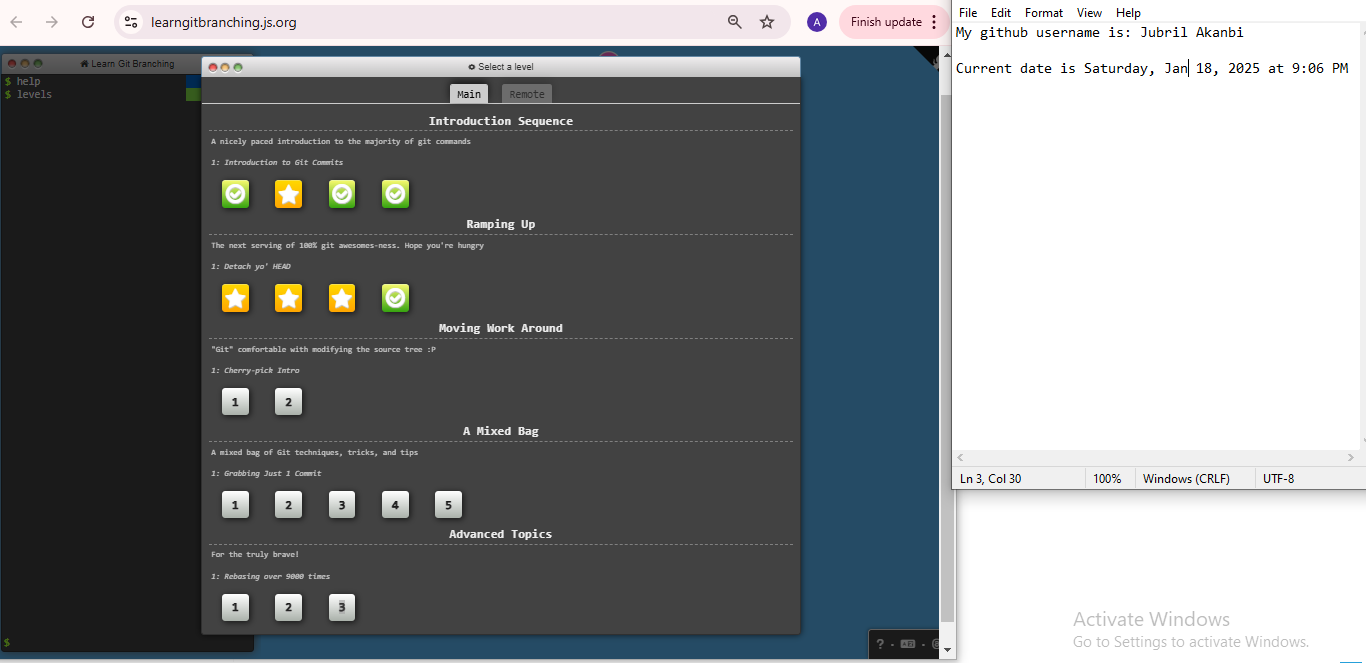 learngitbranching.js.org
A
Finish update
Learn Git Branching
$ help
$ levels
$
Select a level
Main
Remote
Introduction Sequence
A nicely paced introduction to the majority of git commands
1: Introduction to Git Commits
Ramping Up
The next serving of 100% git awesomes-ness. Hope you're hungry
1: Detach yo' HEAD
Moving Work Around
"Git" comfortable with modifying the source tree :P
1: Cherry-pick Intro
1 2
A Mixed Bag
A mixed bag of Git techniques, tricks, and tips
1: Grabbing Just 1 Commit
1 2 3 4 5
Advanced Topics
For the truly brave!
1: Rebasing over 9000 times
1 2 3
?
File Edit Format View Help
My github username is: Jubril Akanbi
Current date is Saturday, Jan 18, 2025 at 9:06 PM
Ln 3, Col 30 100% Windows (CRLF) UTF-8
Activate Windows
Go to Settings to activate Windows.